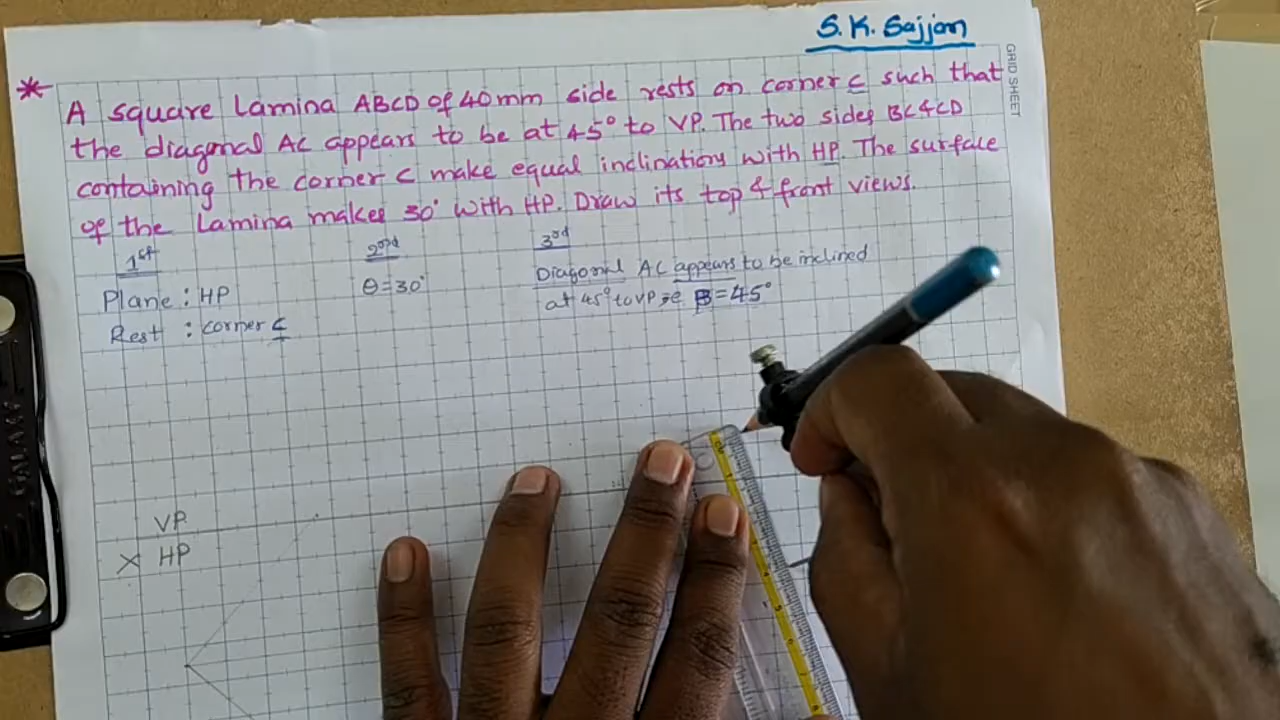 S. K. Sajjan
GRID SHEET
* A square Lamina ABCD of 40mm side rests on corner C such that
the diagonal AC appears to be at 45° to VP. The two sides BC & CD
containing the corner C make equal inclinations with HP. The surface
of the Lamina makes 30° with HP. Draw its top & front views.
1st
Plane : HP
Rest : corner C
2nd
θ = 30°
3rd
Diagonal AC appears to be inclined
at 45° to VP ie β = 45°
VP
X HP